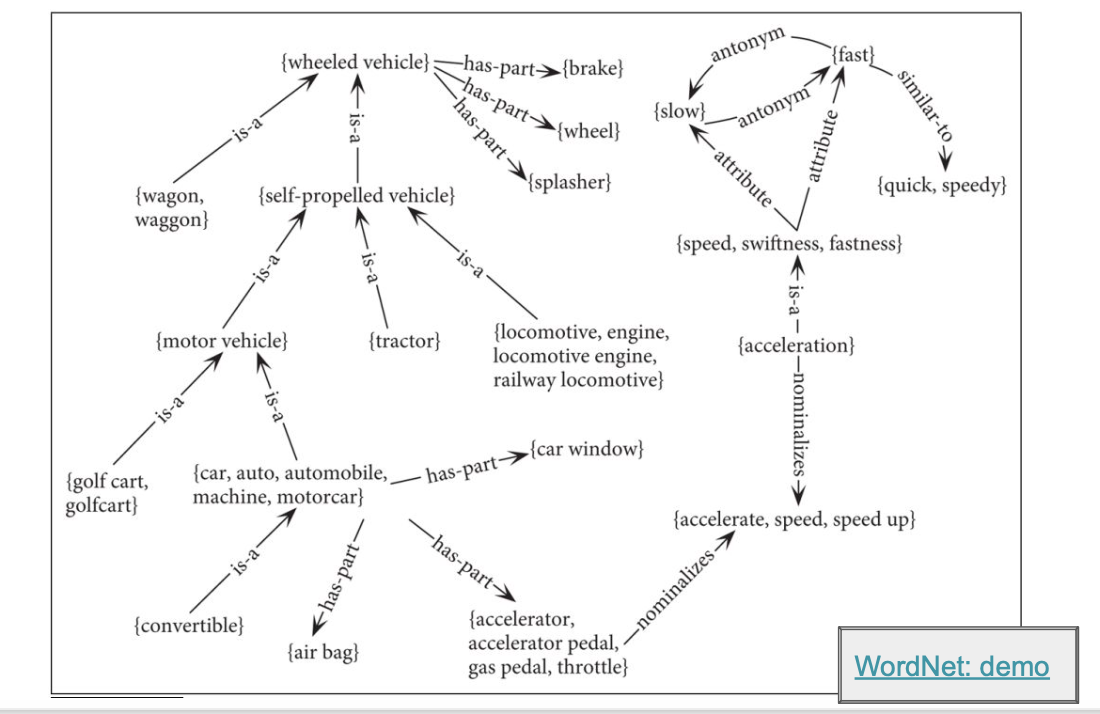 {wheeled vehicle}
has-part
{brake}
has-part
{wheel}
has-part
{splasher}
is-a
is-a
{wagon,
waggon}
{self-propelled vehicle}
is-a
is-a
is-a
{motor vehicle}
{tractor}
{locomotive, engine,
locomotive engine,
railway locomotive}
is-a
is-a
{golf cart,
golfcart}
{car, auto, automobile,
machine, motorcar}
has-part
{car window}
is-a
has-part
has-part
{convertible}
{air bag}
{accelerator,
accelerator pedal,
gas pedal, throttle}
nominalizes
antonym
{fast}
{slow}
antonym
similar-to
attribute
attribute
{quick, speedy}
{speed, swiftness, fastness}
is-a
{acceleration}
nominalizes
{accelerate, speed, speed up}
WordNet: demo